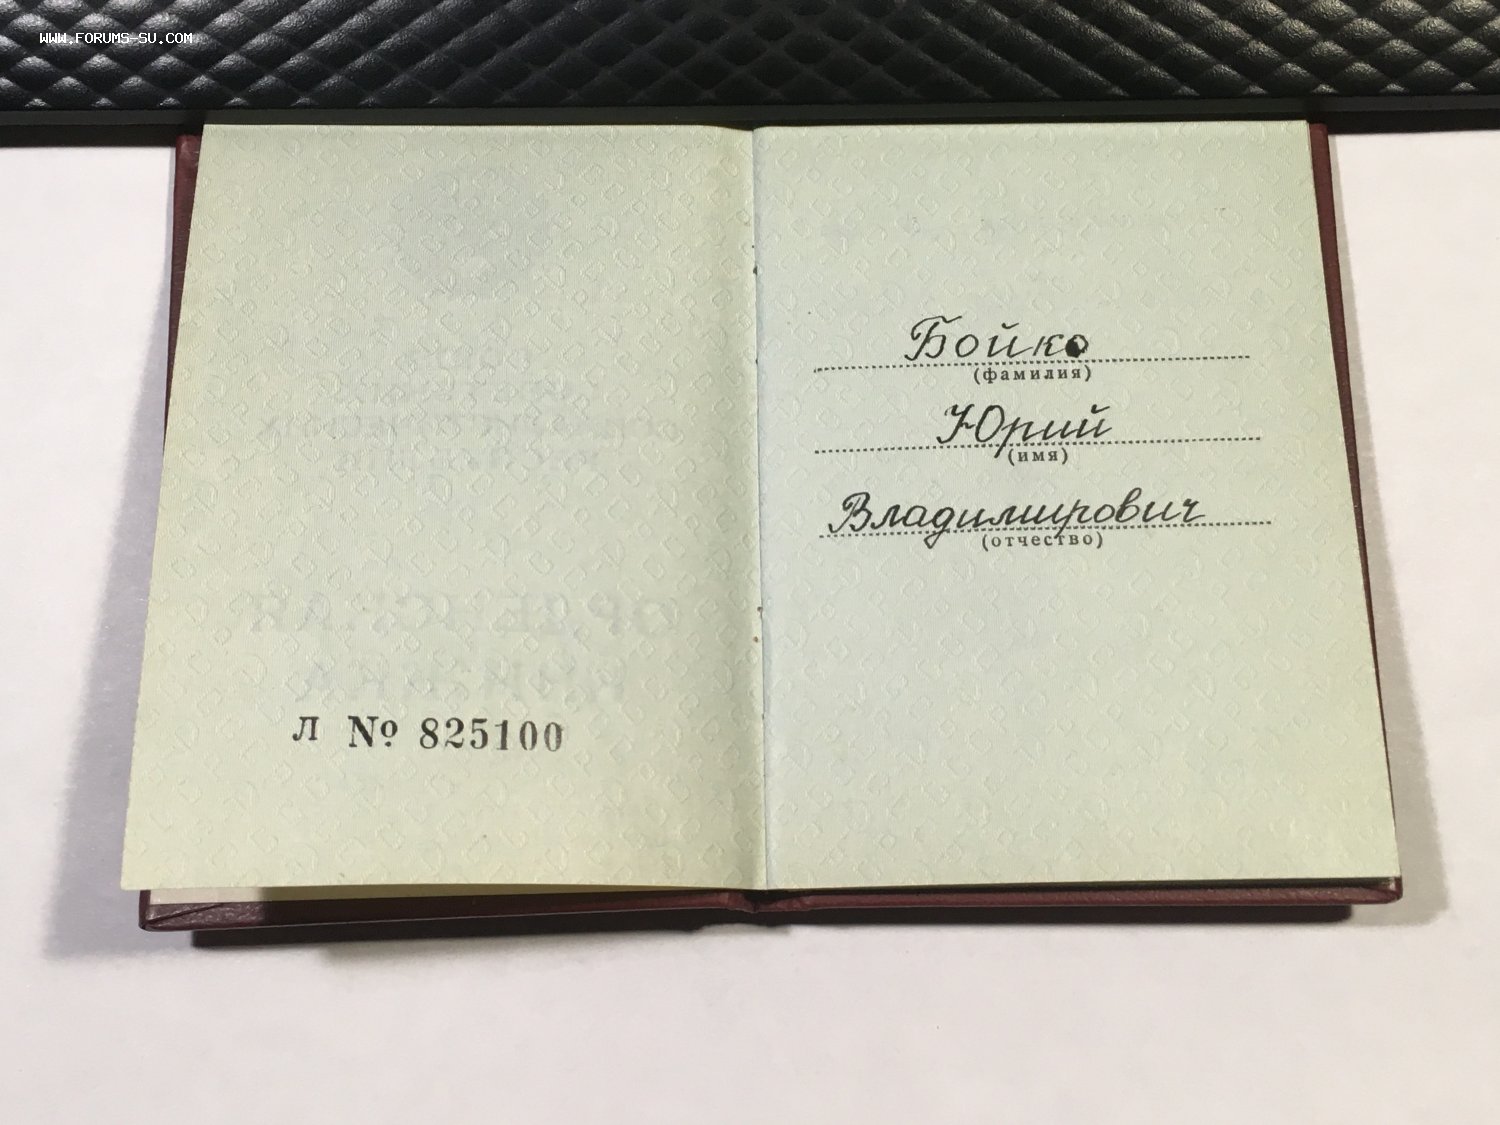 WWW.FORUMS-SU.COM
Л № 825100
Бойко
(фамилия)
Юрий
(имя)
Владимирович
(отчество)